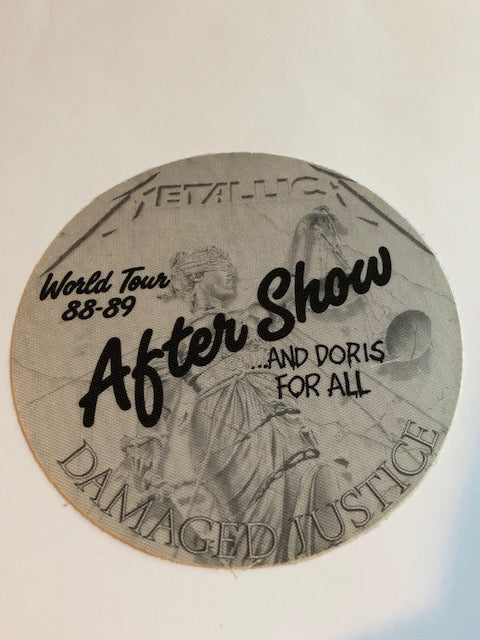 METALLICA
World Tour
88-89
After Show
...AND DORIS
FOR ALL
DAMAGED JUSTICE